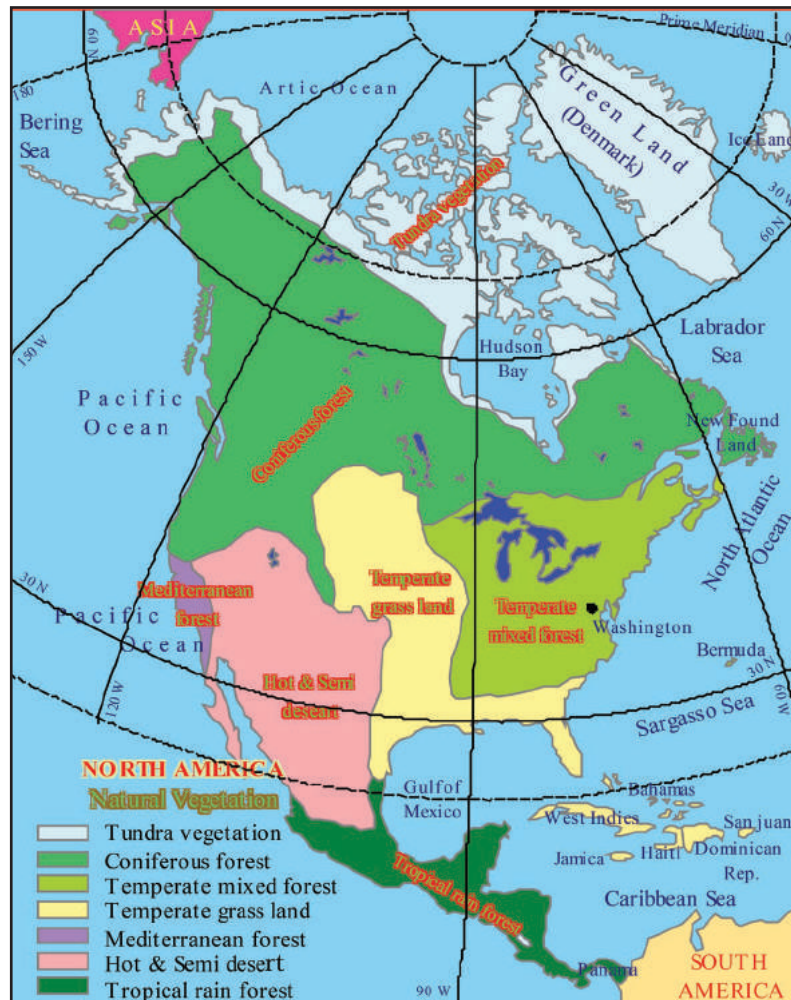 ASIA
60 N
Prime Meridian
0
180
Artic Ocean
Bering
Sea
Green Land
(Denmark)
Ice Land
Tundra vegetation
30 W
60 N
150 W
Hudson
Bay
Labrador
Sea
Pacific
Ocean
Coniferous forest
New Found
Land
North Atlantic
Ocean
30 N
Mediterranean
forest
Pacific
Ocean
Temperate
grass land
Temperate
mixed forest
Washington
Bermuda
30 N
60 W
120 W
Hot & Semi
desert
Sargasso Sea
NORTH AMERICA
Natural Vegetation
Gulf of
Mexico
Bahamas
West Indies
San juan
Jamica
Haiti
Dominican
Rep.
Tropical rain forest
Caribbean Sea
Panama
SOUTH
AMERICA
90 W
Tundra vegetation
Coniferous forest
Temperate mixed forest
Temperate grass land
Mediterranean forest
Hot & Semi desert
Tropical rain forest